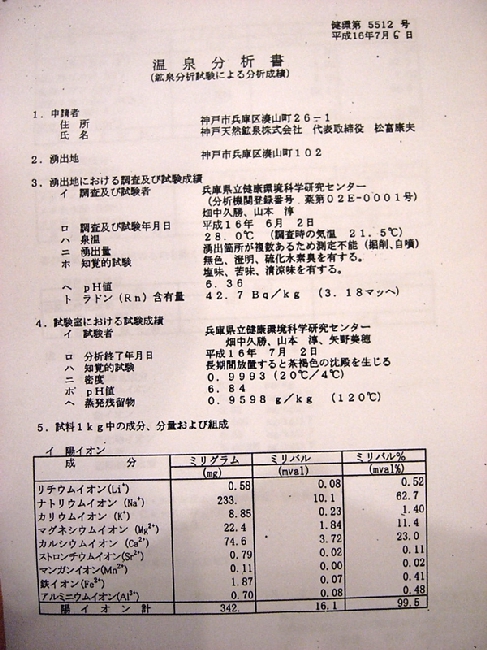 健環第 5512 号
平成16年7月6日
温泉分析書
(鉱泉分析試験による分析成績)
1.申請者
住所 神戸市兵庫区湊山町26-1
氏名 神戸天然鉱泉株式会社 代表取締役 松富康夫
2.湧出地 神戸市兵庫区湊山町102
3.湧出地における調査及び試験成績
イ 調査及び試験者 兵庫県立健康環境科学研究センター
(分析機関登録番号 薬第02E-0001号)
畑中久勝、山本 淳
ロ 調査及び試験年月日 平成16年 6月 2日
ハ 泉温 28.0℃ (調査時の気温 21.5℃)
ニ 湧出量 湧出箇所が複数あるため測定不能 (掘削、自噴)
ホ 知覚的試験 無色、澄明、硫化水素臭を有する。
塩味、苦味、清涼味を有する。
ヘ pH値 6.36
ト ラドン(Rn)含有量 42.7 Bq/kg (3.18マッヘ)
4.試験室における試験成績
イ 試験者 兵庫県立健康環境科学研究センター
畑中久勝、山本 淳、矢野美穂
ロ 分析終了年月日 平成16年 7月 2日
ハ 知覚的試験 長期間放置すると茶褐色の沈殿を生じる
ニ 密度 0.9993 (20℃/4℃)
ホ pH値 6.84
ヘ 蒸発残留物 0.9598 g/kg (120℃)
5.試料1kg中の成分、分量および組成
イ 陽イオン
成分 ミリグラム ミリバル ミリバル%
(mg) (mval) (mval%)
リチウムイオン(Li⁺) 0.58 0.08 0.52
ナトリウムイオン(Na⁺) 233. 10.1 62.7
カリウムイオン(K⁺) 8.85 0.23 1.40
マグネシウムイオン(Mg²⁺) 22.4 1.84 11.4
カルシウムイオン(Ca²⁺) 74.6 3.72 23.0
ストロンチウムイオン(Sr²⁺) 0.79 0.02 0.11
マンガンイオン(Mn²⁺) 0.11 0.00 0.02
鉄イオン(Fe²⁺) 1.87 0.07 0.41
アルミニウムイオン(Al³⁺) 0.70 0.08 0.48
陽イオン計 342. 16.1 99.5